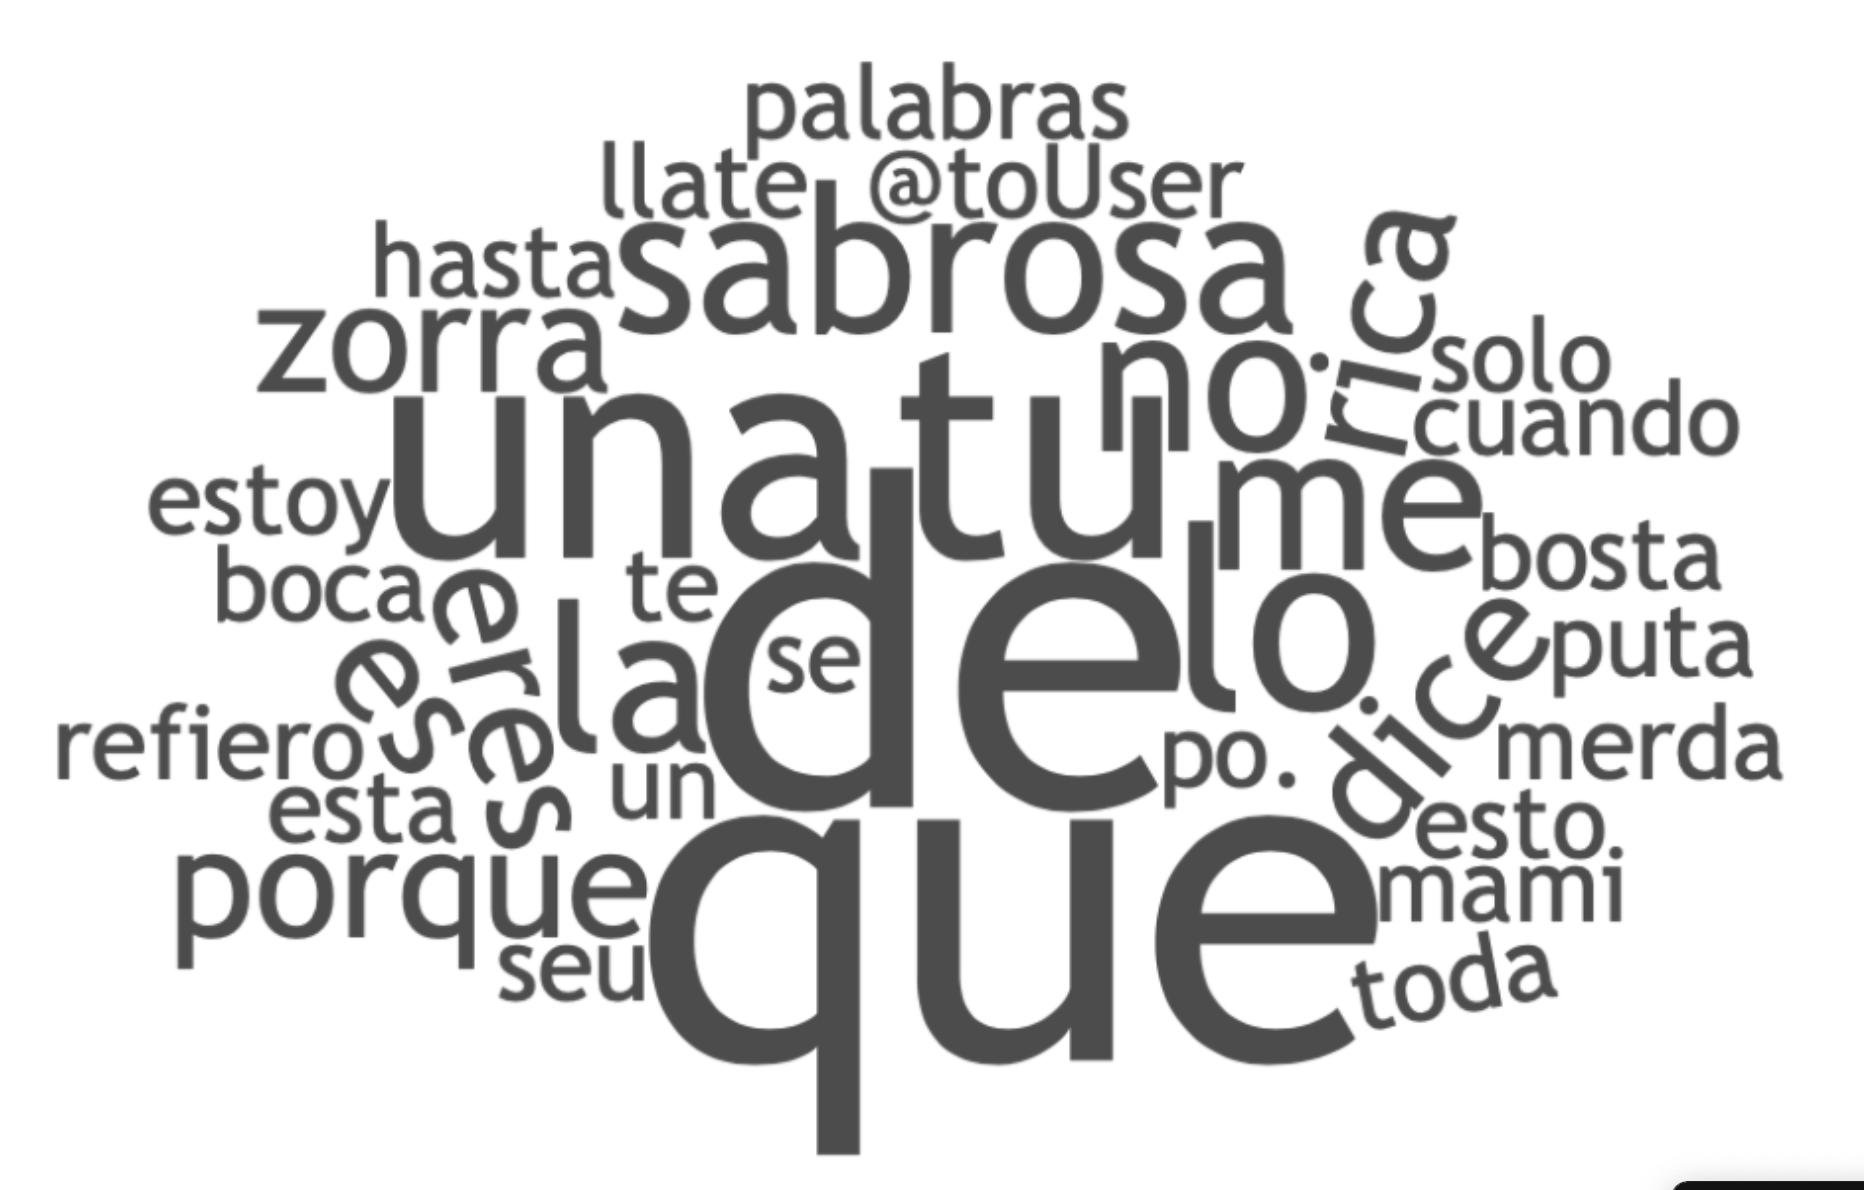 palabras
llate @toUser
hasta sabrosa rica
zorra no solo
cuando
una tu me
estoy bosta
boca eres te de lo puta
es la se dice
refiero un po. merda
esta esto.
porque que mami
seu toda